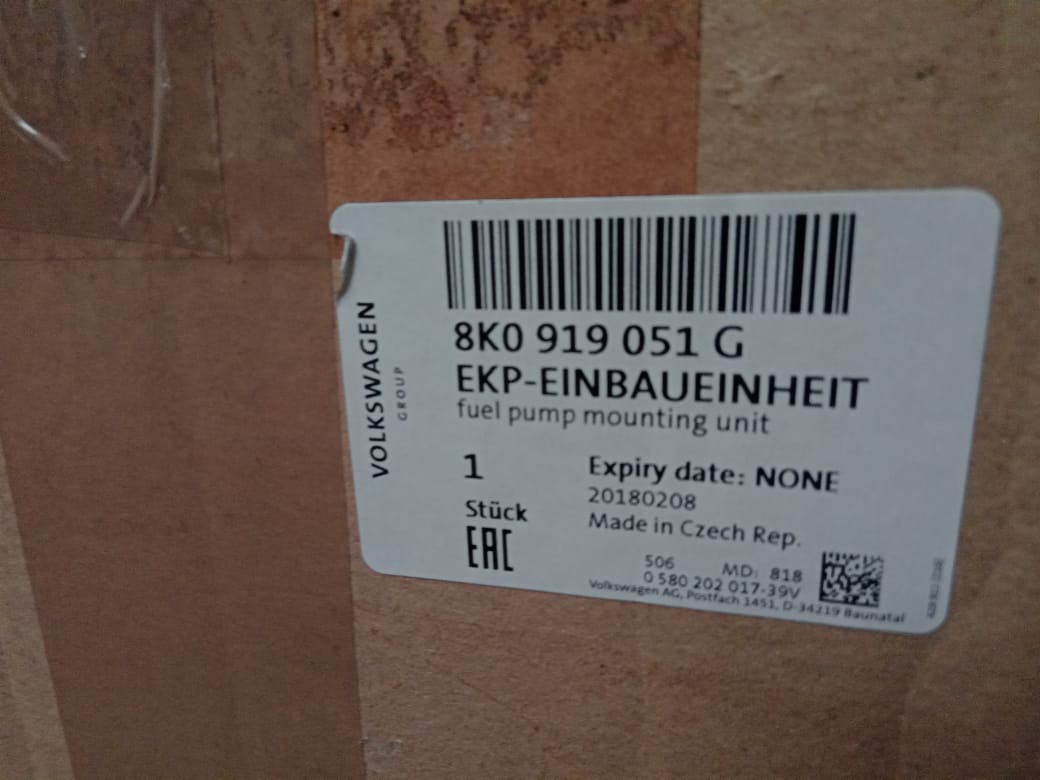 VOLKSWAGEN
GROUP
8K0 919 051 G
EKP-EINBAUEINHEIT
fuel pump mounting unit
1
Stück
EAC
Expiry date: NONE
20180208
Made in Czech Rep.
506 MD: 818
0 580 202 017-39V
Volkswagen AG, Postfach 1451, D-34219 Baunatal